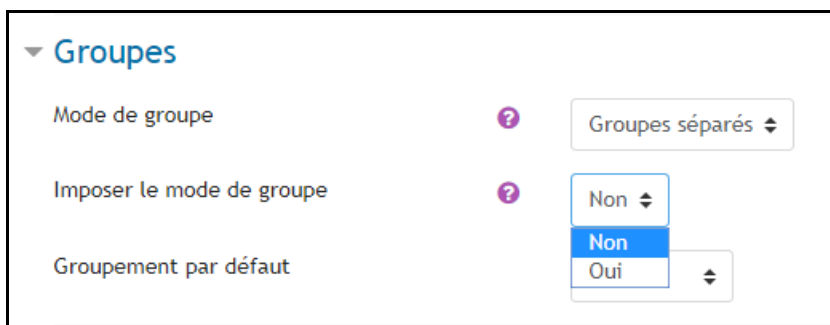 Groupes
Mode de groupe
Groupes séparés
Imposer le mode de groupe
Non
Non
Groupement par défaut
Oui